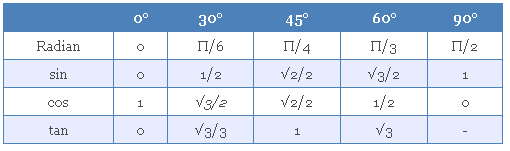 0° 30° 45° 60° 90°
Radian 0 Π/6 Π/4 Π/3 Π/2
sin 0 1/2 √2/2 √3/2 1
cos 1 √3/2 √2/2 1/2 0
tan 0 √3/3 1 √3 -